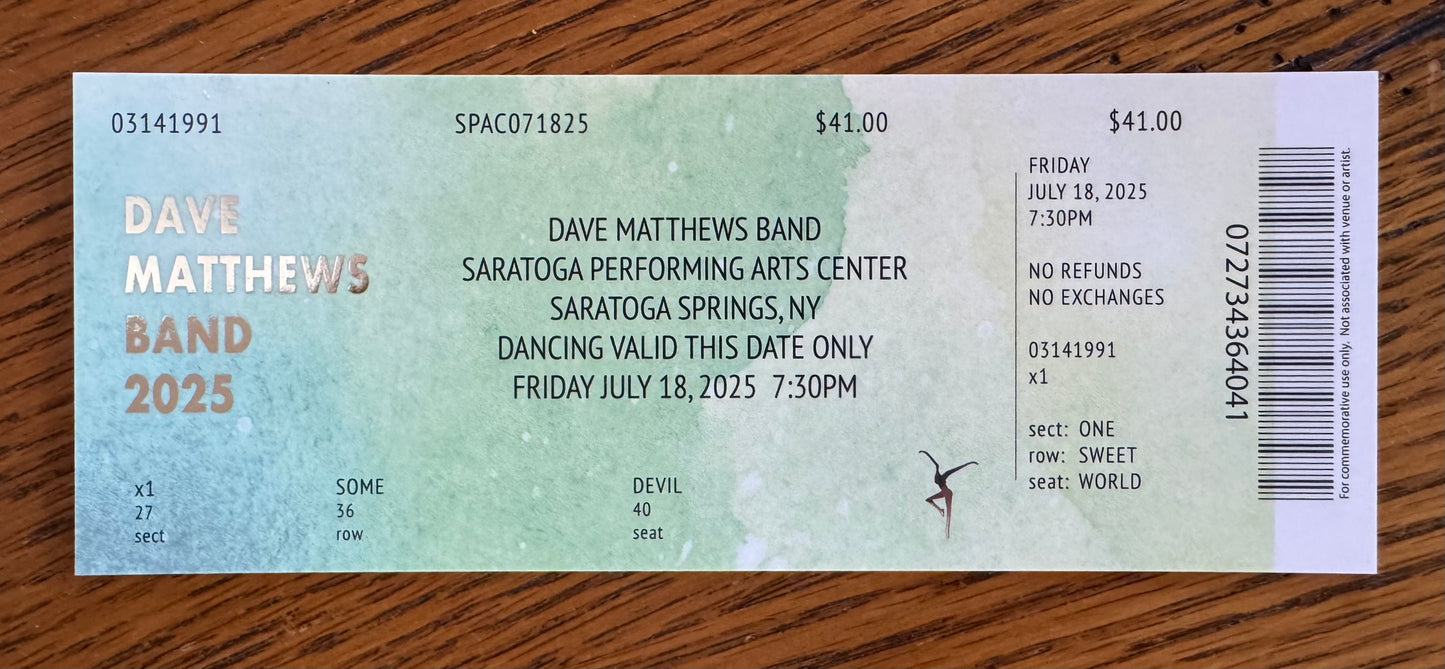 03141991
SPAC071825
$41.00
$41.00
DAVE
MATTHEWS
BAND
2025
DAVE MATTHEWS BAND
SARATOGA PERFORMING ARTS CENTER
SARATOGA SPRINGS, NY
DANCING VALID THIS DATE ONLY
FRIDAY JULY 18, 2025 7:30PM
x1
27
sect
SOME
36
row
DEVIL
40
seat
FRIDAY
JULY 18, 2025
7:30PM
NO REFUNDS
NO EXCHANGES
03141991
x1
sect: ONE
row: SWEET
seat: WORLD
072734364041
For commemorative use only. Not associated with venue or artist.